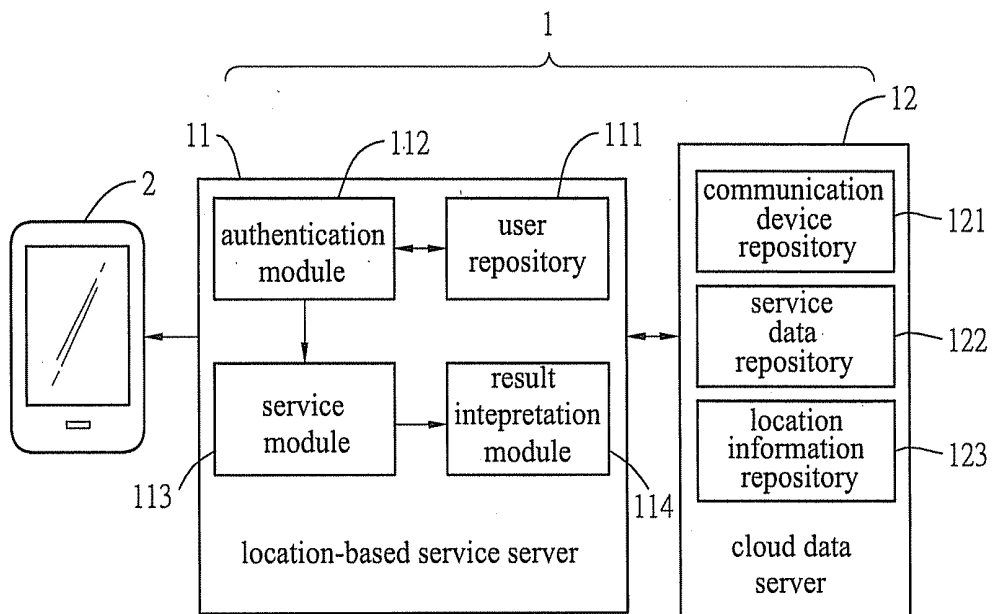 1
12
11
112
111
2
authentication
module
user
repository
communication
device
repository
121
service
data
repository
122
service
module
result
intepretation
module
location
information
repository
123
113
114
location-based service server
cloud data
server